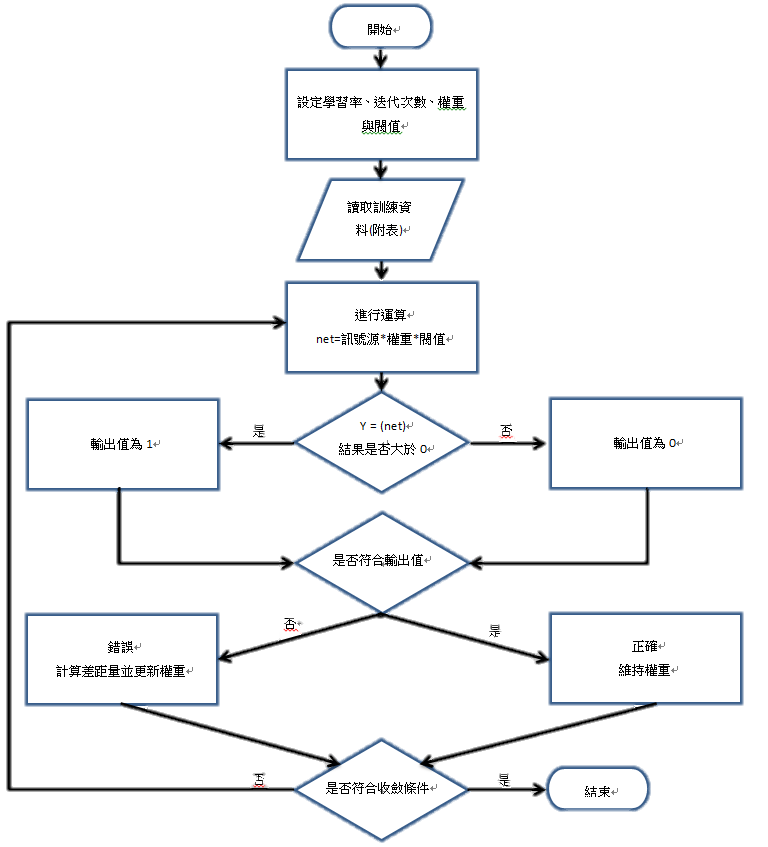 開始
設定學習率、迭代次數、權重
與閥值
讀取訓練資
料(附表)
進行運算
net=訊號源*權重*閥值
Y = (net)
結果是否大於 0
是
否
輸出值為 1
輸出值為 0
是否符合輸出值
否
是
錯誤
計算差距量並更新權重
正確
維持權重
是否符合收斂條件
否
是
結束